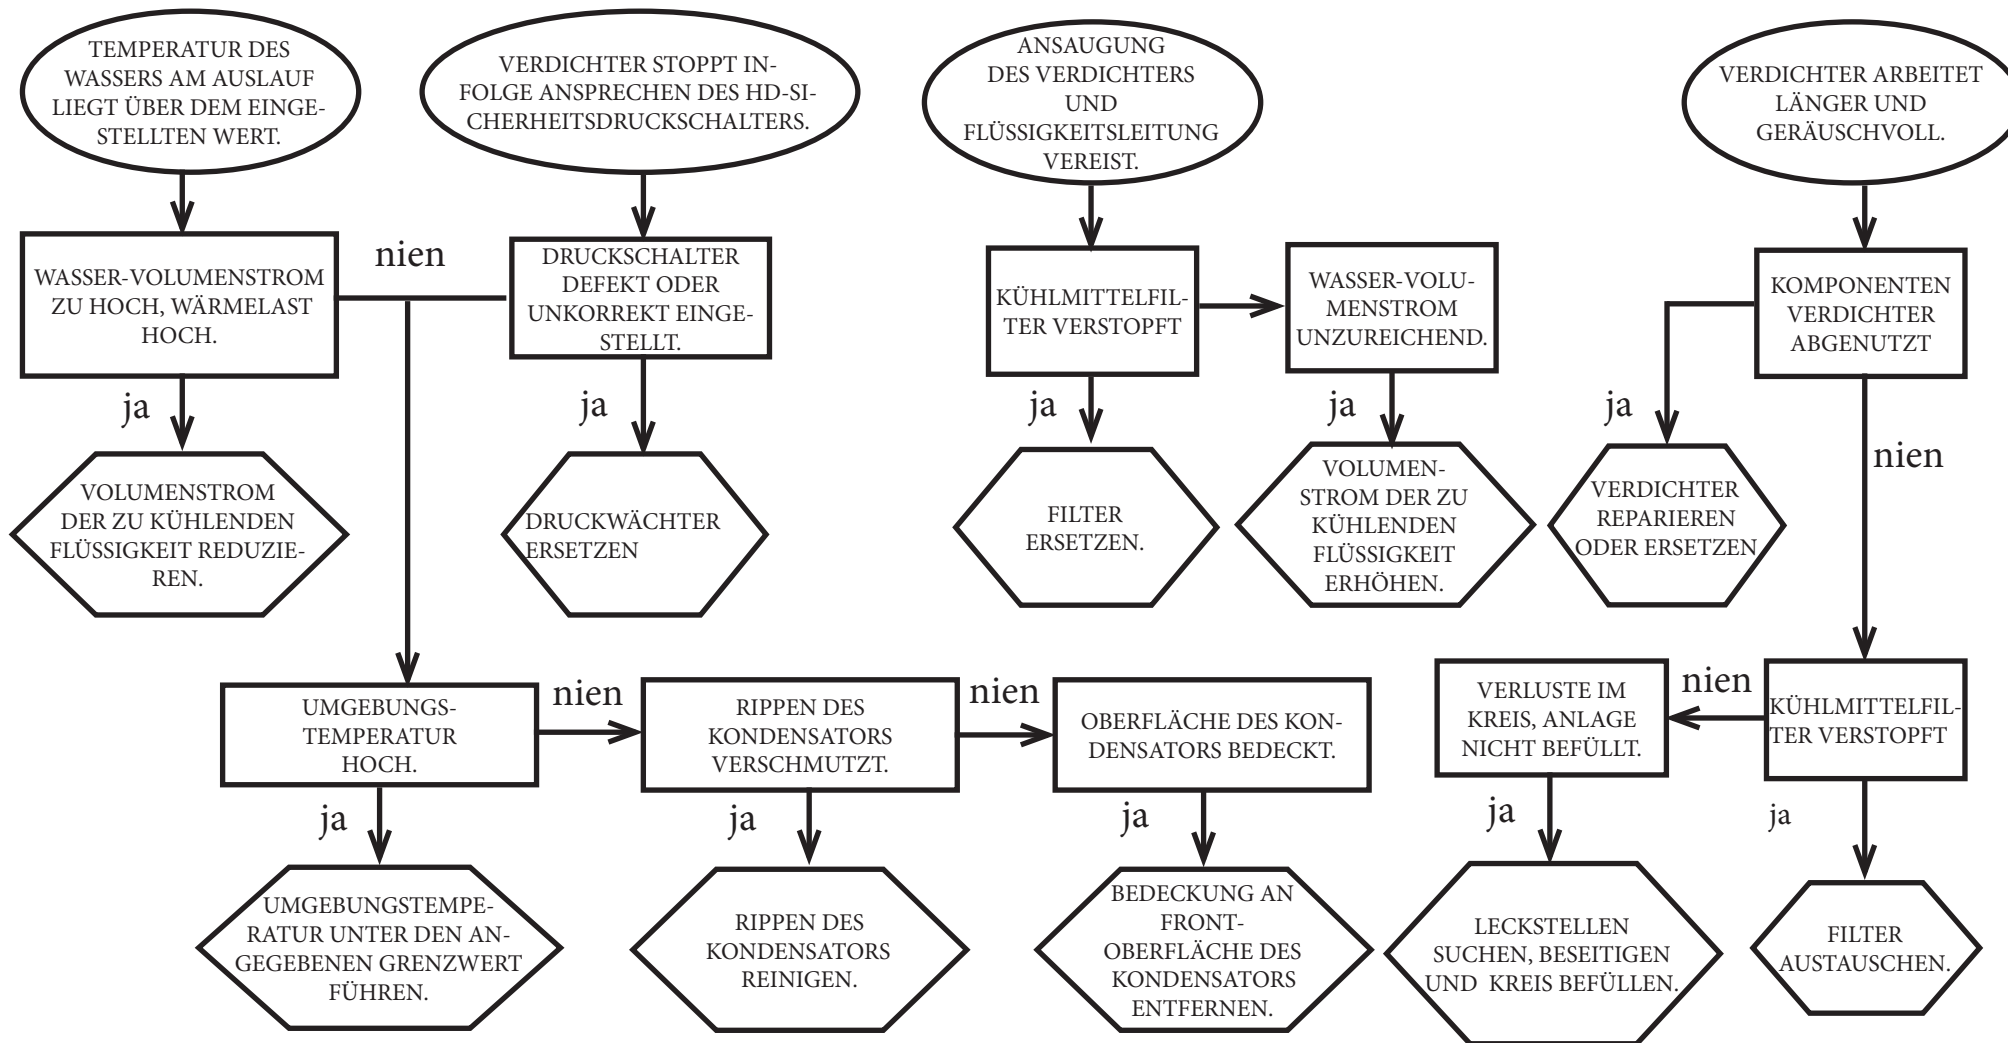 TEMPERATUR DES
WASSERS AM AUSLAUF
LIEGT ÜBER DEM EINGE-
STELLTEN WERT.
VERDICHTER STOPPT IN-
FOLGE ANSPRECHEN DES HD-SI-
CHERHEITSDRUCKSCHALTERS.
ANSAUGUNG
DES VERDICHTERS
UND
FLÜSSIGKEITSLEITUNG
VEREIST.
VERDICHTER ARBEITET
LÄNGER UND
GERÄUSCHVOLL.
WASSER-VOLUMENSTROM
ZU HOCH, WÄRMELAST
HOCH.
nien
DRUCKSCHALTER
DEFEKT ODER
UNKORREKT EINGE-
STELLT.
KÜHLMITTELFIL-
TER VERSTOPFT
WASSER-VOLU-
MENSTROM
UNZUREICHEND.
KOMPONENTEN
VERDICHTER
ABGENUTZT
ja
ja
ja
ja
ja
nien
VOLUMENSTROM
DER ZU KÜHLENDEN
FLÜSSIGKEIT REDUZIE-
REN.
DRUCKWÄCHTER
ERSETZEN
FILTER
ERSETZEN.
VOLUMEN-
STROM DER ZU
KÜHLENDEN
FLÜSSIGKEIT
ERHÖHEN.
VERDICHTER
REPARIEREN
ODER ERSETZEN
UMGEBUNGS-
TEMPERATUR
HOCH.
nien
RIPPEN DES
KONDENSATORS
VERSCHMUTZT.
nien
OBERFLÄCHE DES KON-
DENSATORS BEDECKT.
VERLUSTE IM
KREIS, ANLAGE
NICHT BEFÜLLT.
nien
KÜHLMITTELFIL-
TER VERSTOPFT
ja
ja
ja
ja
ja
UMGEBUNGSTEMPE-
RATUR UNTER DEN AN-
GEGEBENEN GRENZWERT
FÜHREN.
RIPPEN DES
KONDENSATORS
REINIGEN.
BEDECKUNG AN
FRONT-
OBERFLÄCHE DES
KONDENSATORS
ENTFERNEN.
LECKSTELLEN
SUCHEN, BESEITIGEN
UND KREIS BEFÜLLEN.
FILTER
AUSTAUSCHEN.